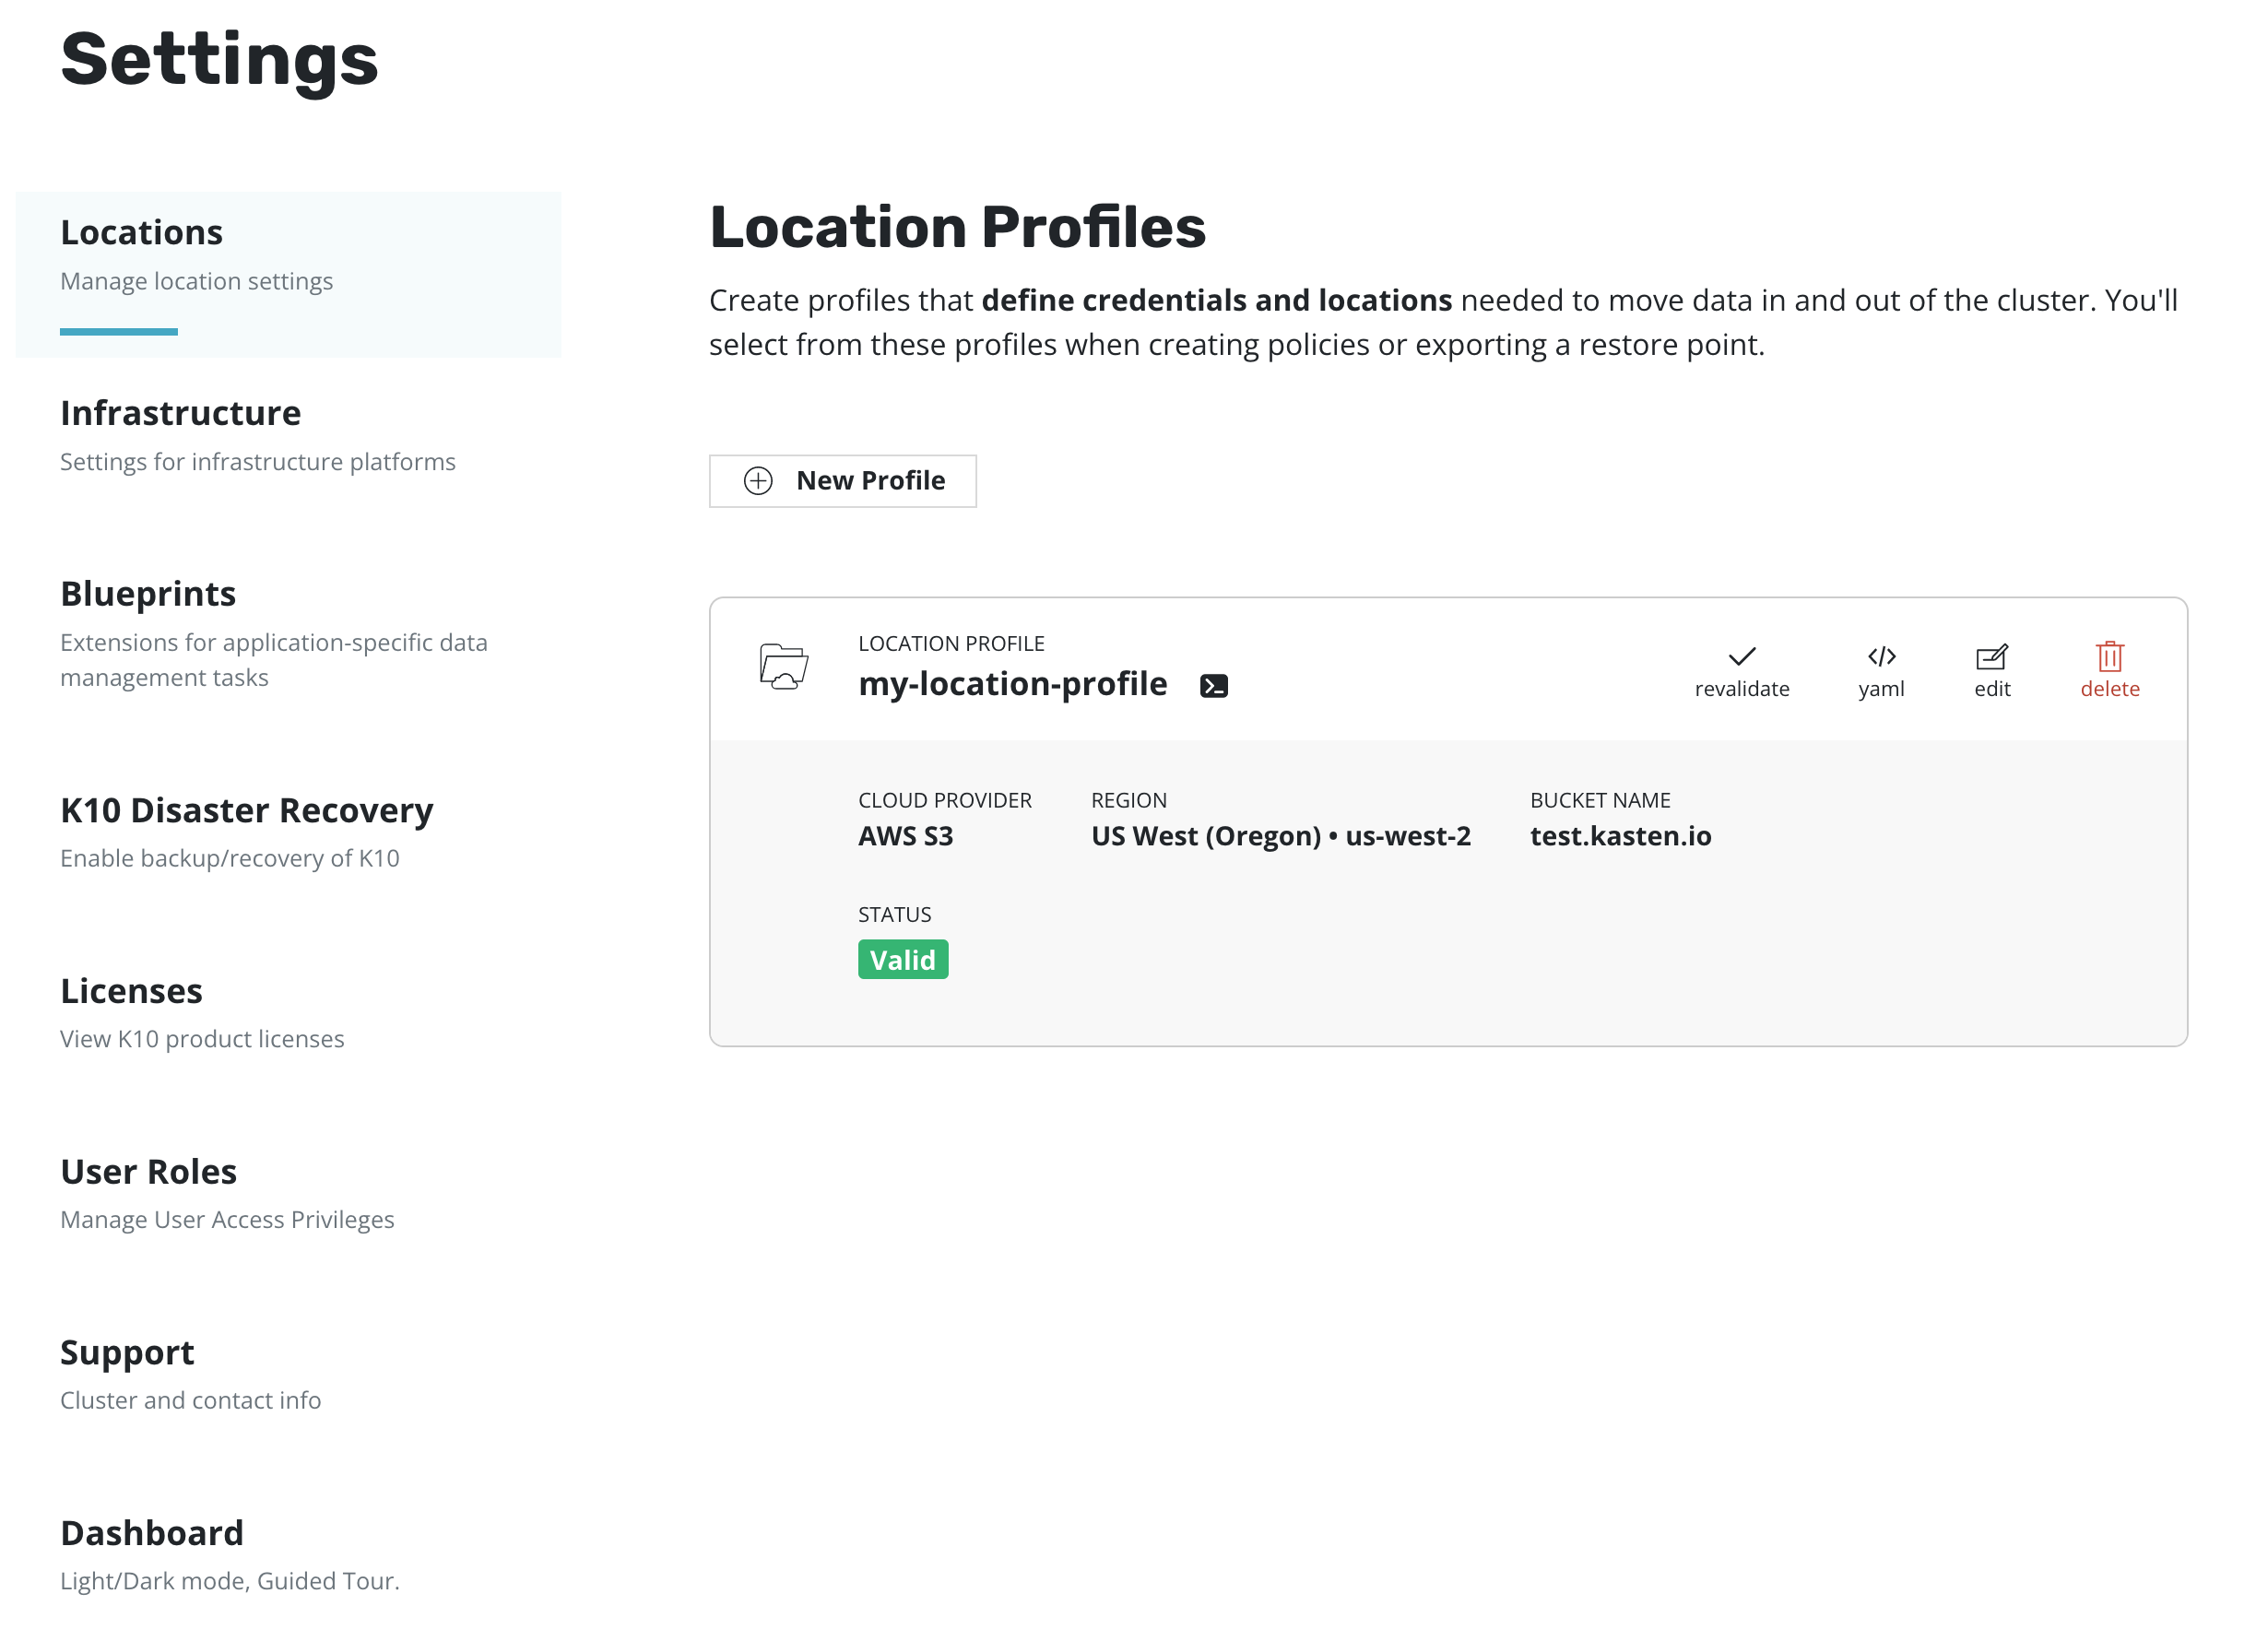 Settings
Locations
Manage location settings
Infrastructure
Settings for infrastructure platforms
Blueprints
Extensions for application-specific data
management tasks
K10 Disaster Recovery
Enable backup/recovery of K10
Licenses
View K10 product licenses
User Roles
Manage User Access Privileges
Support
Cluster and contact info
Dashboard
Light/Dark mode, Guided Tour.
Location Profiles
Create profiles that define credentials and locations needed to move data in and out of the cluster. You'll
select from these profiles when creating policies or exporting a restore point.
New Profile
LOCATION PROFILE
my-location-profile
revalidate
yaml
edit
delete
CLOUD PROVIDER
AWS S3
REGION
US West (Oregon) • us-west-2
BUCKET NAME
test.kasten.io
STATUS
Valid